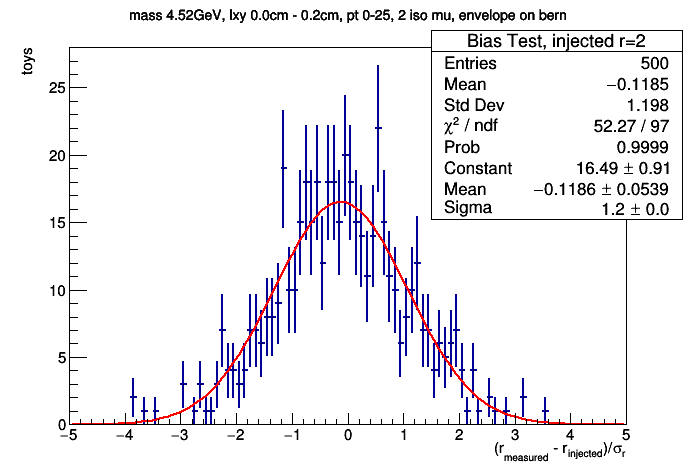 mass 4.52GeV, lxy 0.0cm - 0.2cm, pt 0-25, 2 iso mu, envelope on bern
toys
Bias Test, injected r=2
Entries 500
Mean −0.1185
Std Dev 1.198
χ² / ndf 52.27 / 97
Prob 0.9999
Constant 16.49 ± 0.91
Mean −0.1186 ± 0.0539
Sigma 1.2 ± 0.0
25
20
15
10
5
0
−5 −4 −3 −2 −1 0 1 2 3 4 5
(r_measured - r_injected)/σ_r